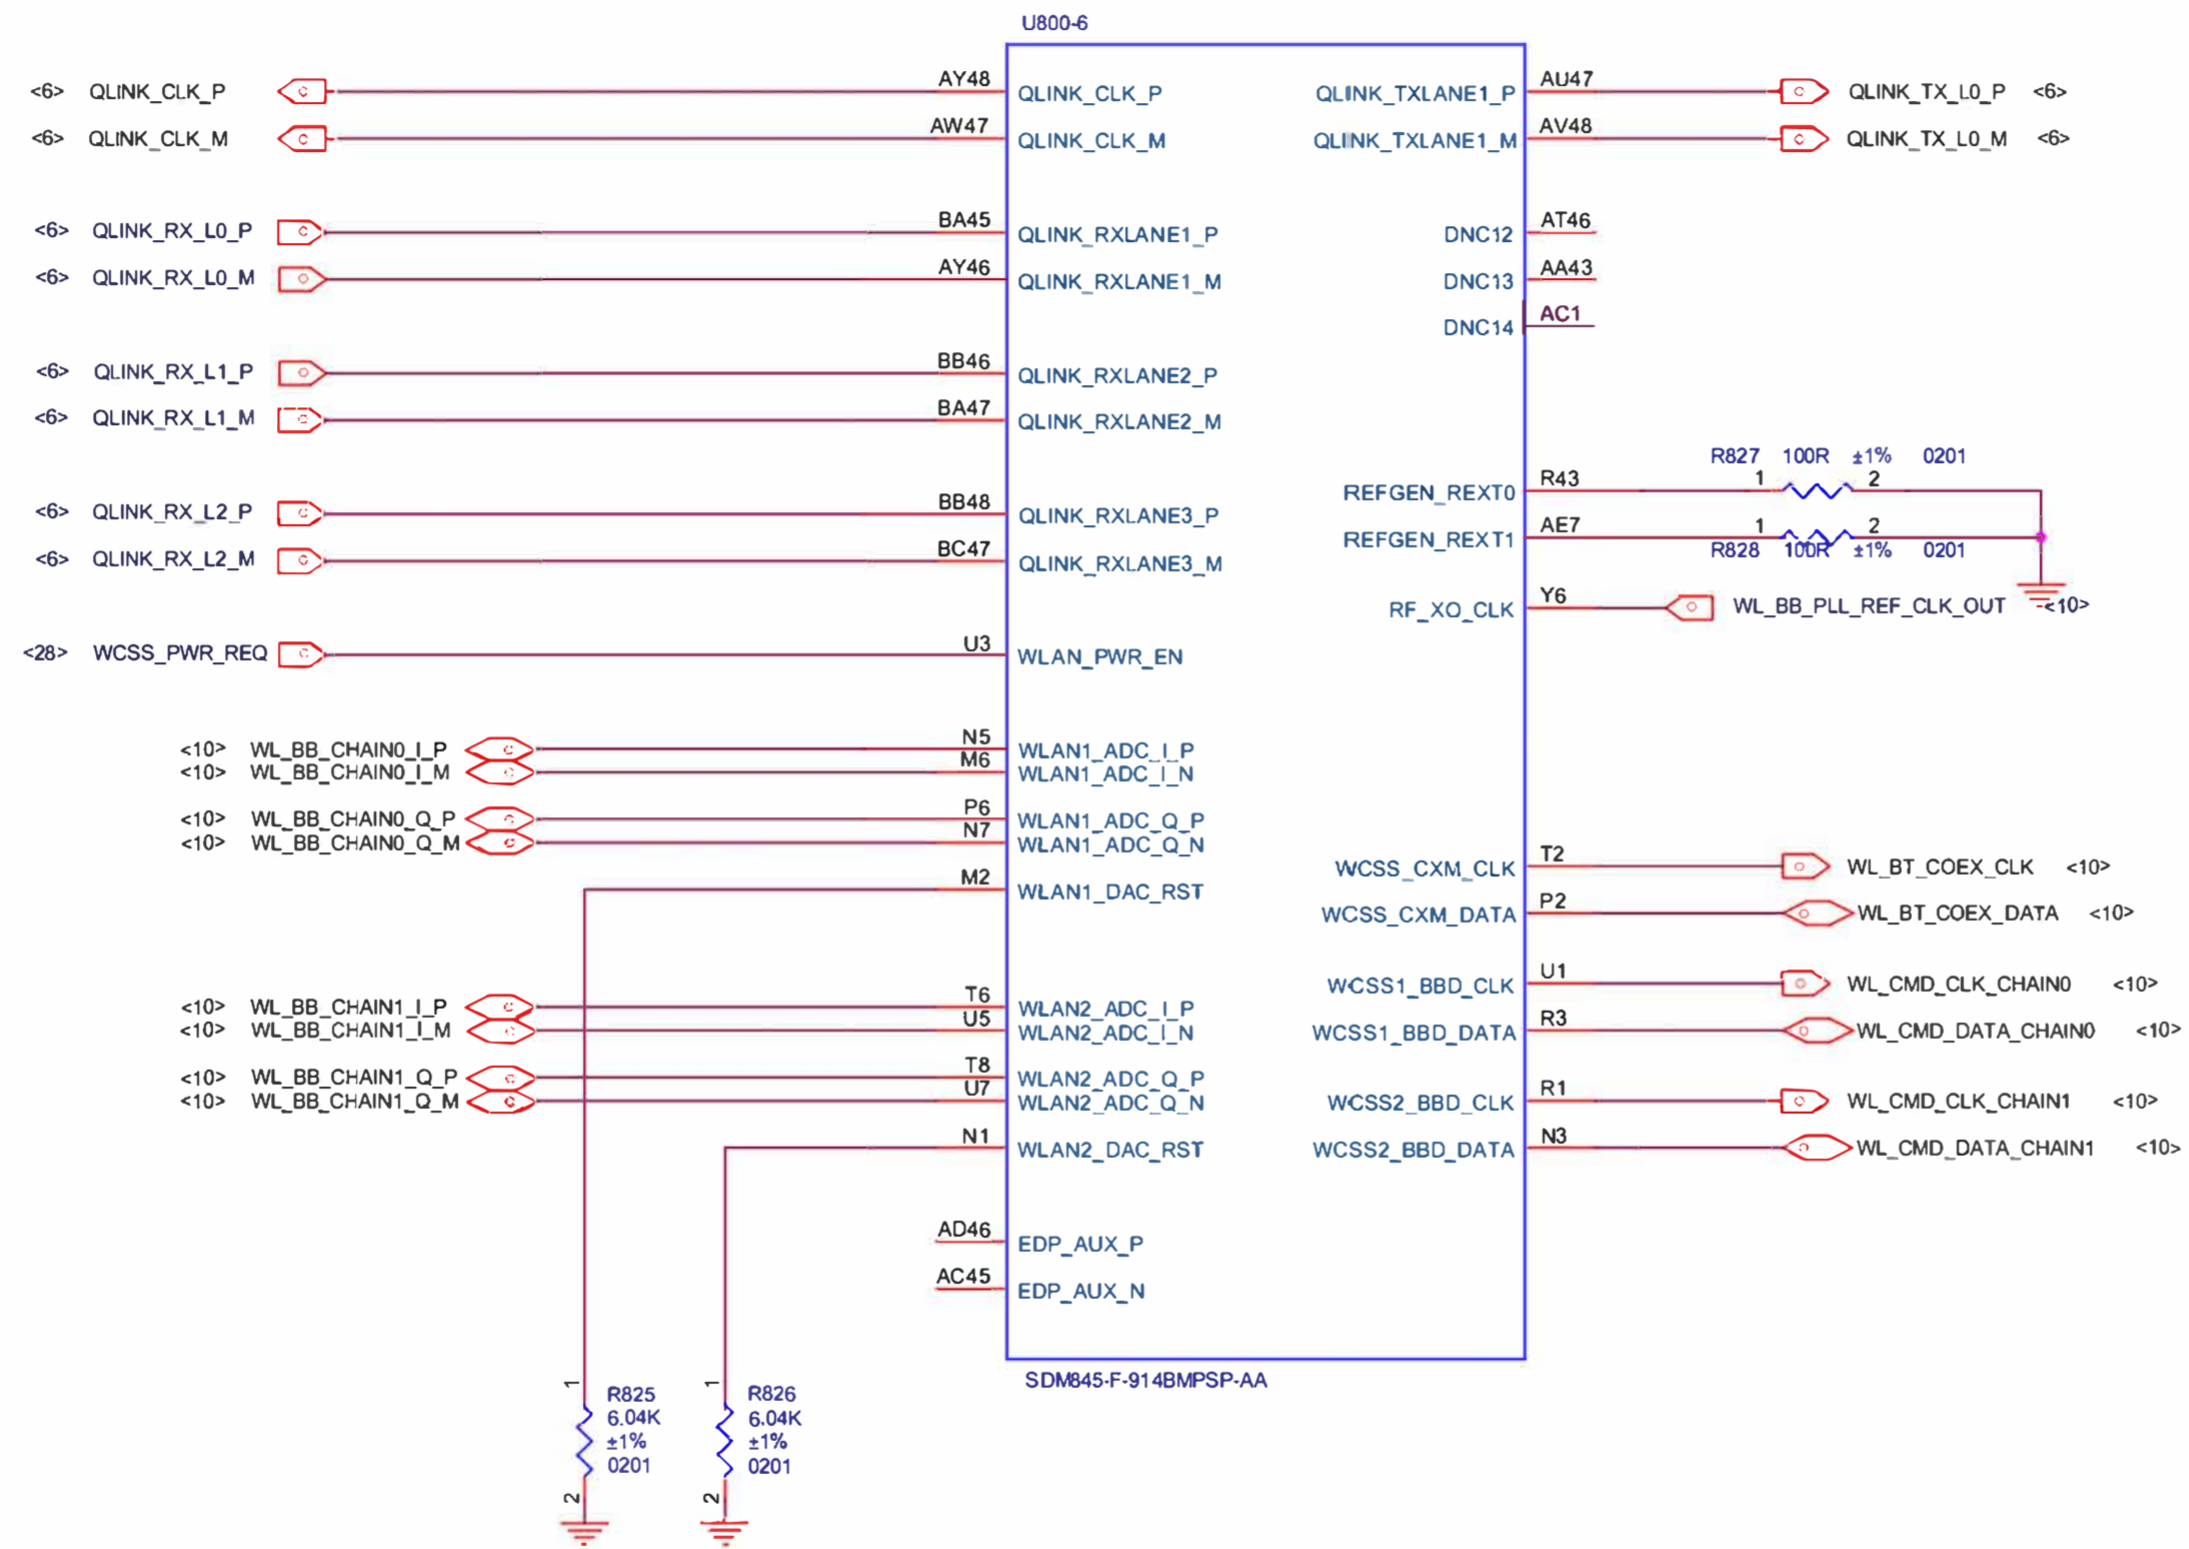 U800-6
<6> QLINK_CLK_P AY48 QLINK_CLK_P QLINK_TXLANE1_P AU47 QLINK_TX_L0_P <6>
<6> QLINK_CLK_M AW47 QLINK_CLK_M QLINK_TXLANE1_M AV48 QLINK_TX_L0_M <6>
<6> QLINK_RX_L0_P BA45 QLINK_RXLANE1_P DNC12 AT46
<6> QLINK_RX_L0_M AY46 QLINK_RXLANE1_M DNC13 AA43
DNC14 AC1
<6> QLINK_RX_L1_P BB46 QLINK_RXLANE2_P
<6> QLINK_RX_L1_M BA47 QLINK_RXLANE2_M
R827 100R ±1% 0201
<6> QLINK_RX_L2_P BB48 QLINK_RXLANE3_P REFGEN_REXT0 R43 1 2
<6> QLINK_RX_L2_M BC47 QLINK_RXLANE3_M REFGEN_REXT1 AE7 1 2
R828 100R ±1% 0201
RF_XO_CLK Y6 WL_BB_PLL_REF_CLK_OUT <10>
<28> WCSS_PWR_REQ U3 WLAN_PWR_EN
<10> WL_BB_CHAIN0_I_P N5 WLAN1_ADC_I_P
<10> WL_BB_CHAIN0_I_M M6 WLAN1_ADC_I_N
<10> WL_BB_CHAIN0_Q_P P6 WLAN1_ADC_Q_P
<10> WL_BB_CHAIN0_Q_M N7 WLAN1_ADC_Q_N
WCSS_CXM_CLK T2 WL_BT_COEX_CLK <10>
M2 WLAN1_DAC_RST
WCSS_CXM_DATA P2 WL_BT_COEX_DATA <10>
WCSS1_BBD_CLK U1 WL_CMD_CLK_CHAIN0 <10>
<10> WL_BB_CHAIN1_I_P T6 WLAN2_ADC_I_P
<10> WL_BB_CHAIN1_I_M U5 WLAN2_ADC_I_N WCSS1_BBD_DATA R3 WL_CMD_DATA_CHAIN0 <10>
<10> WL_BB_CHAIN1_Q_P T8 WLAN2_ADC_Q_P
<10> WL_BB_CHAIN1_Q_M U7 WLAN2_ADC_Q_N WCSS2_BBD_CLK R1 WL_CMD_CLK_CHAIN1 <10>
N1 WLAN2_DAC_RST WCSS2_BBD_DATA N3 WL_CMD_DATA_CHAIN1 <10>
AD46 EDP_AUX_P
AC45 EDP_AUX_N
SDM845-F-914BMPSP-AA
1 R825 1 R826
6.04K 6.04K
±1% ±1%
0201 0201
2 2